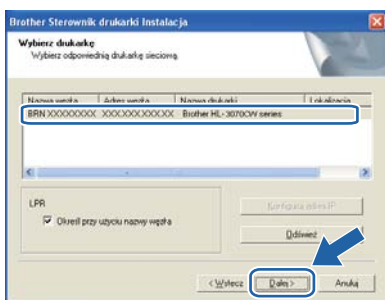 Brother Sterownik drukarki Instalacja
Wybierz drukarkę
Wybierz odpowiednią drukarkę sieciową.
Nazwa węzła Adres węzła Nazwa drukarki Lokalizacja
BRN XXXXXXXX XXXXXXXXXXXX Brother HL-3070CW series
LPR
Określ przy użyciu nazwy węzła
Konfiguruj adres IP
Odśwież
< Wstecz Dalej > Anuluj